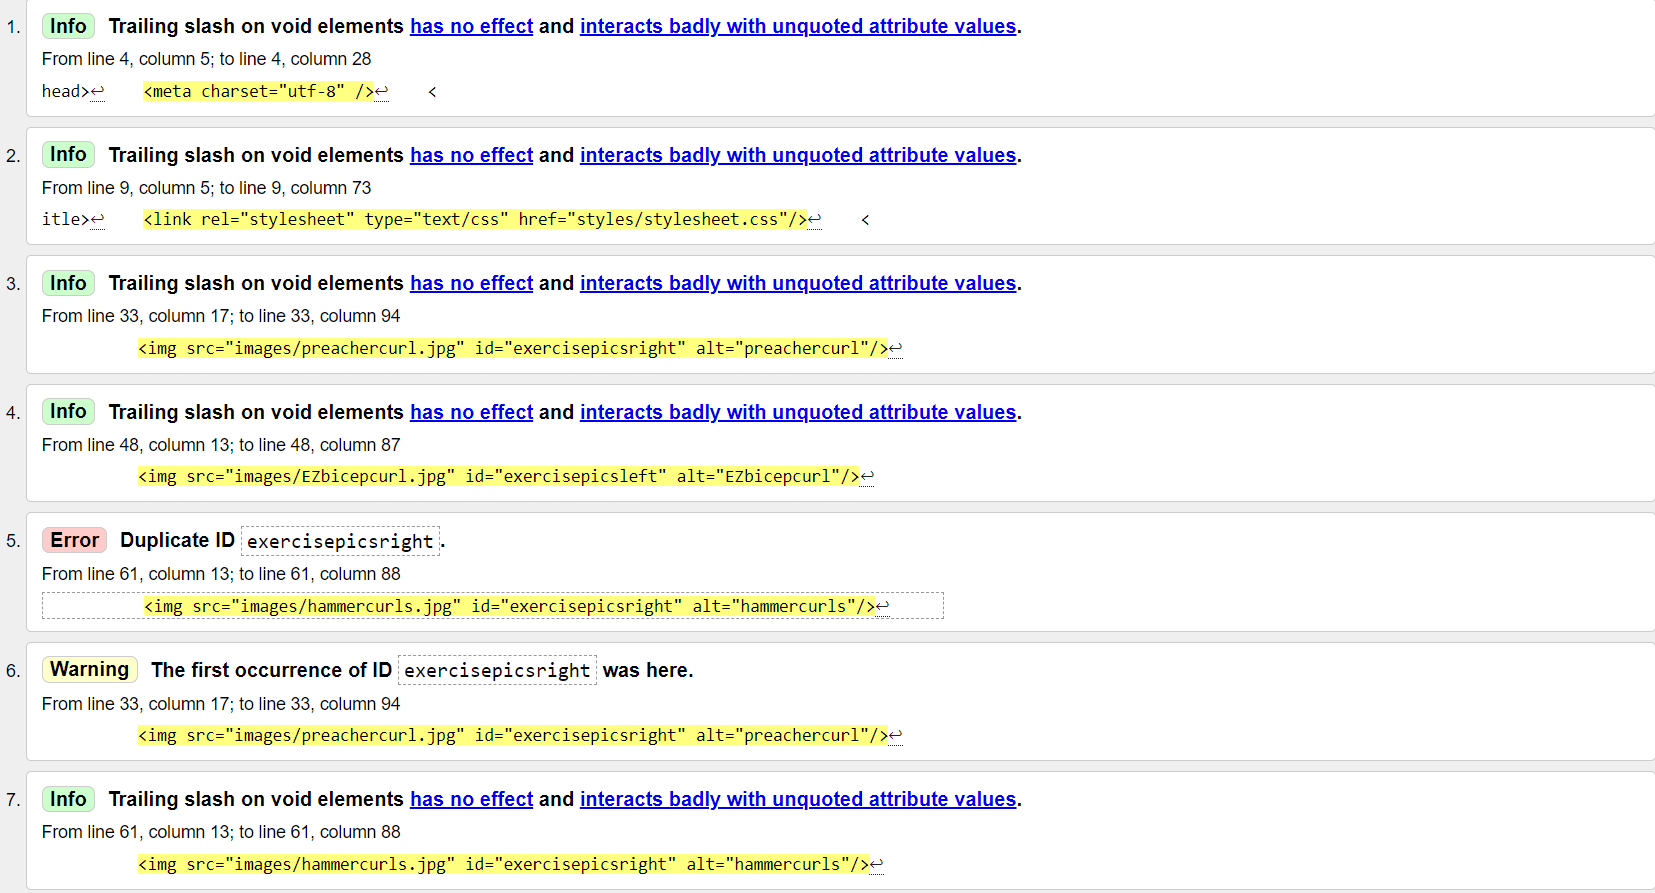 1. Info Trailing slash on void elements has no effect and interacts badly with unquoted attribute values.
From line 4, column 5; to line 4, column 28
head>↩    <meta charset="utf-8" />↩    <
2. Info Trailing slash on void elements has no effect and interacts badly with unquoted attribute values.
From line 9, column 5; to line 9, column 73
itle>↩    <link rel="stylesheet" type="text/css" href="styles/stylesheet.css"/>↩    <
3. Info Trailing slash on void elements has no effect and interacts badly with unquoted attribute values.
From line 33, column 17; to line 33, column 94
<img src="images/preachercurl.jpg" id="exercisepicsright" alt="preachercurl"/>↩
4. Info Trailing slash on void elements has no effect and interacts badly with unquoted attribute values.
From line 48, column 13; to line 48, column 87
<img src="images/EZbicepcurl.jpg" id="exercisepicsleft" alt="EZbicepcurl"/>↩
5. Error Duplicate ID exercisepicsright.
From line 61, column 13; to line 61, column 88
<img src="images/hammercurls.jpg" id="exercisepicsright" alt="hammercurls"/>↩
6. Warning The first occurrence of ID exercisepicsright was here.
From line 33, column 17; to line 33, column 94
<img src="images/preachercurl.jpg" id="exercisepicsright" alt="preachercurl"/>↩
7. Info Trailing slash on void elements has no effect and interacts badly with unquoted attribute values.
From line 61, column 13; to line 61, column 88
<img src="images/hammercurls.jpg" id="exercisepicsright" alt="hammercurls"/>↩